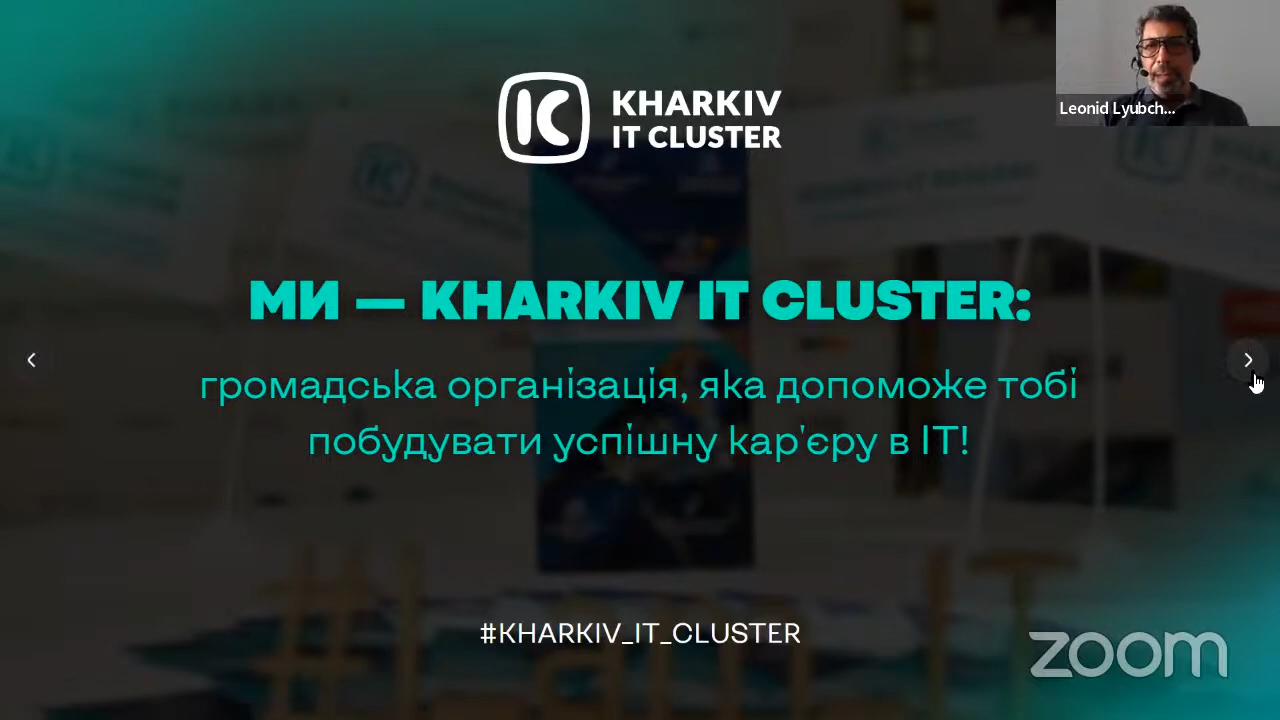 KHARKIV
IT CLUSTER
Leonid Lyubch...
МИ — KHARKIV IT CLUSTER:
громадська організація, яка допоможе тобі
побудувати успішну кар'єру в ІТ!
#KHARKIV_IT_CLUSTER
zoom